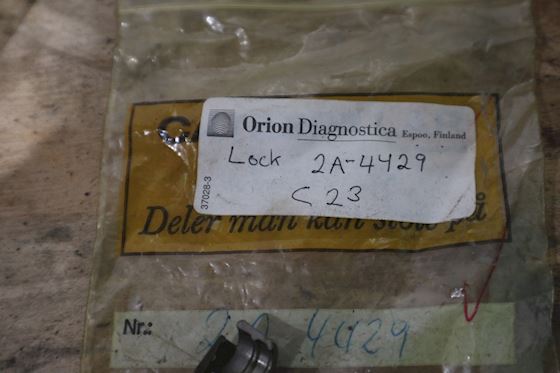 Orion Diagnostica Espoo, Finland
Lock 2A-4429
C 23
37028-3
Deler man kan stole på
Nr.: 2A 4429